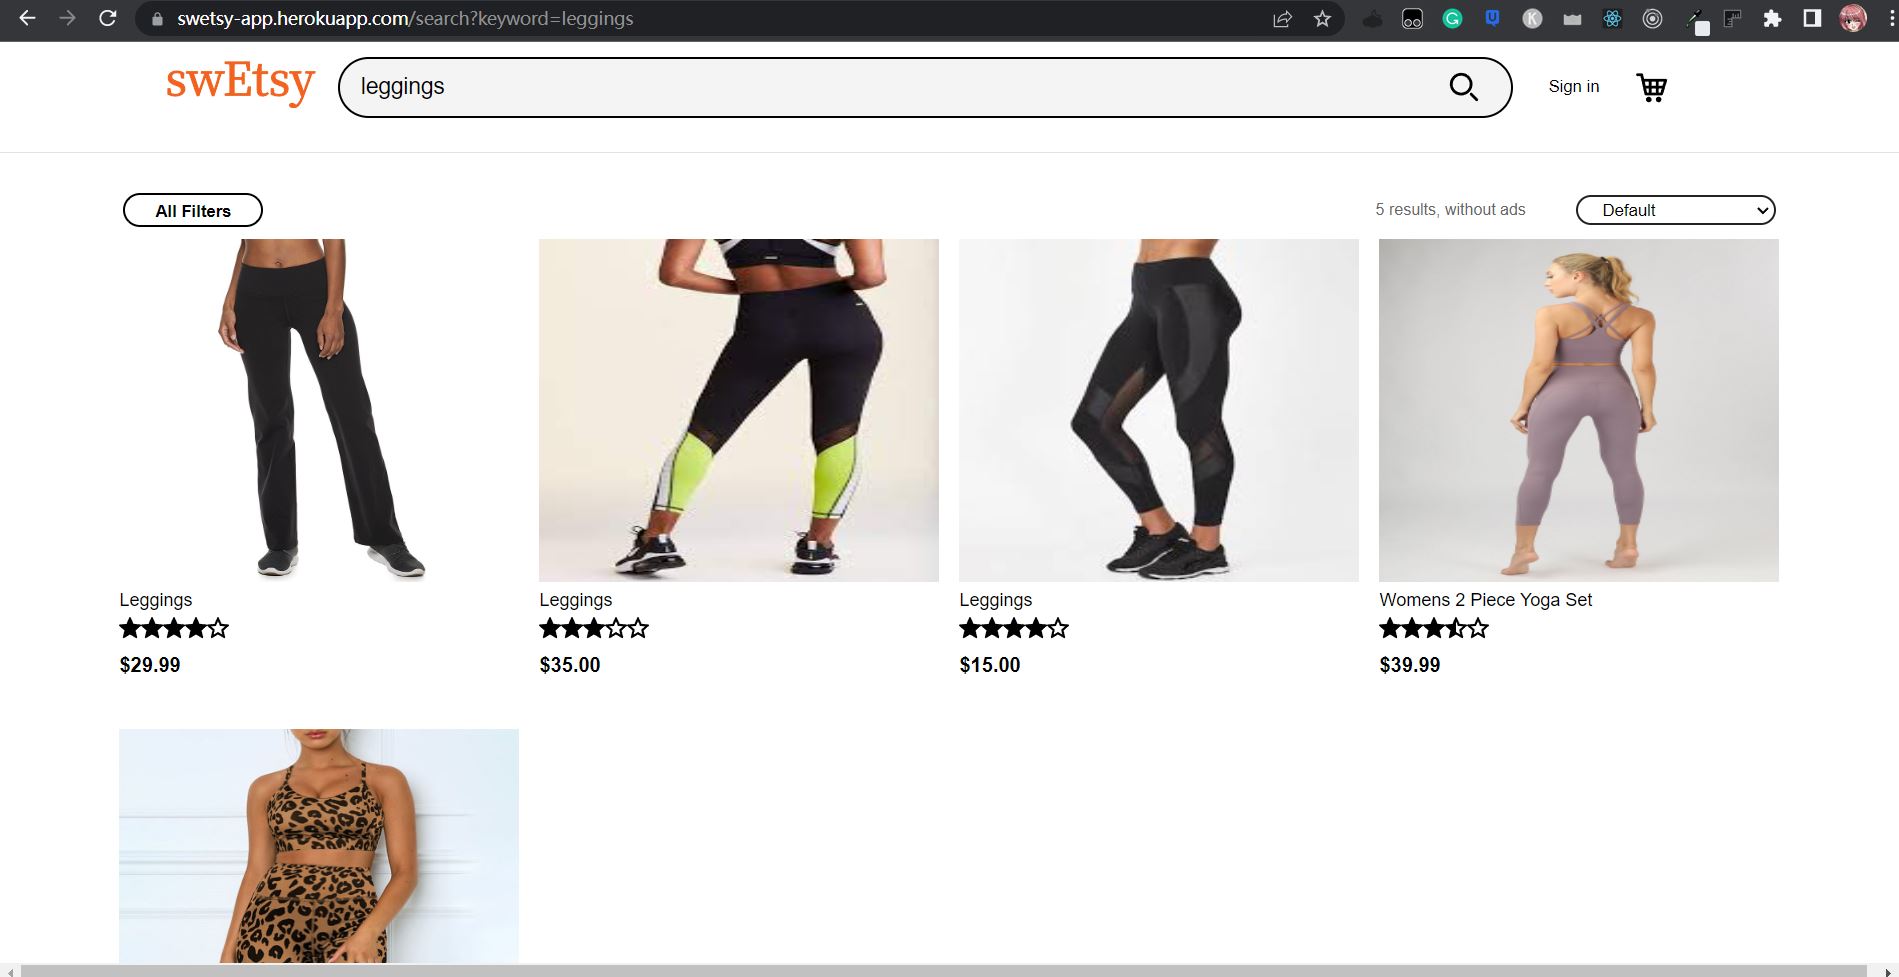 swetsy-app.herokuapp.com/search?keyword=leggings
swEtsy
leggings
Sign in
All Filters
5 results, without ads
Default
Leggings
$29.99
Leggings
$35.00
Leggings
$15.00
Womens 2 Piece Yoga Set
$39.99